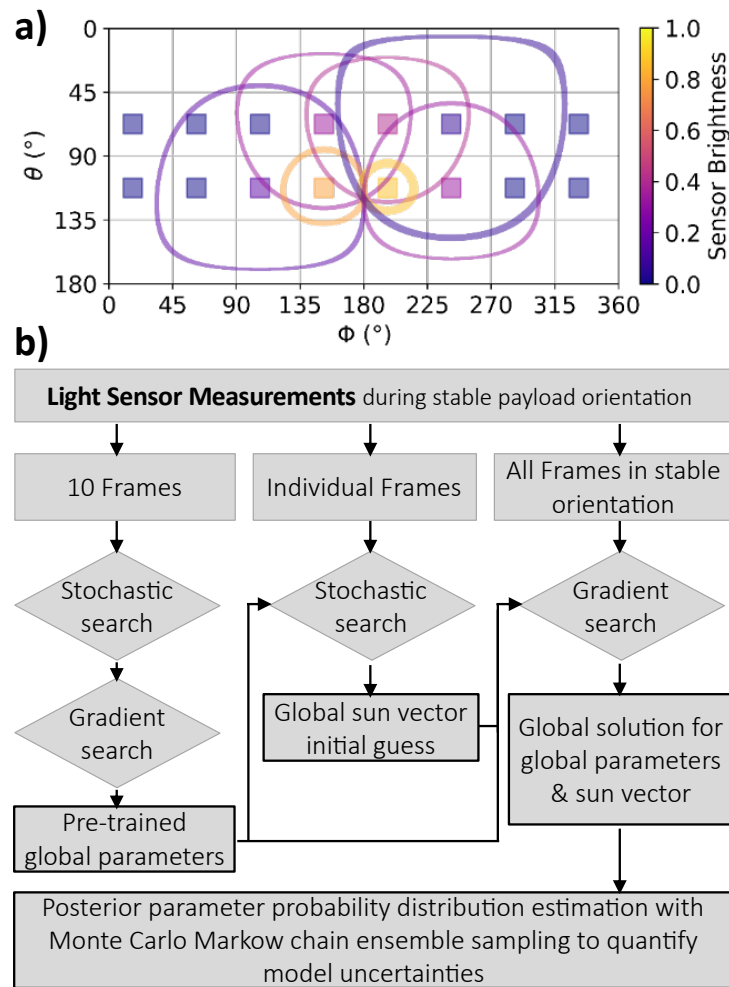 a)
0
45
90
135
180
θ (°)
0 45 90 135 180 225 270 315 360
Φ (°)
1.0
0.8
0.6
0.4
0.2
0.0
Sensor Brightness
b)
Light Sensor Measurements during stable payload orientation
10 Frames
Individual Frames
All Frames in stable
orientation
Stochastic
search
Stochastic
search
Gradient
search
Gradient
search
Global sun vector
initial guess
Global solution for
global parameters
& sun vector
Pre-trained
global parameters
Posterior parameter probability distribution estimation with
Monte Carlo Markow chain ensemble sampling to quantify
model uncertainties